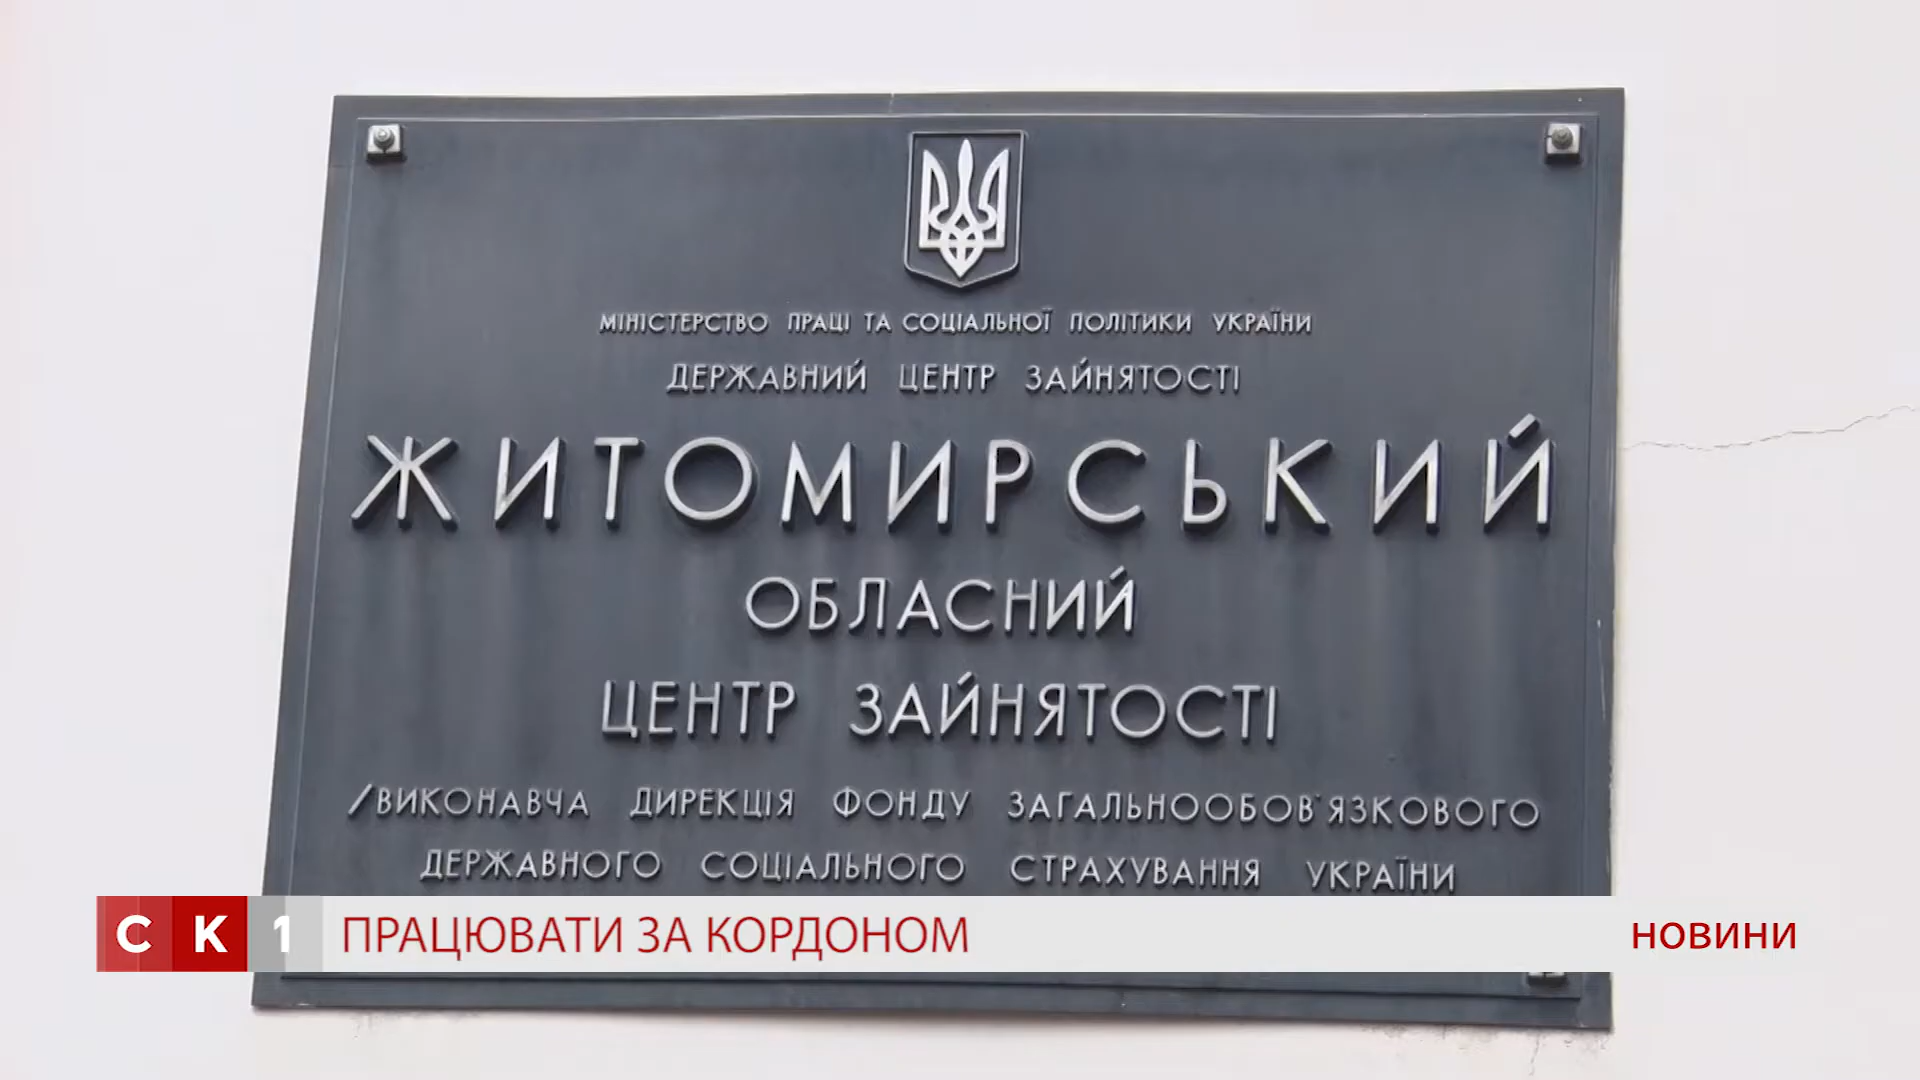 МІНІСТЕРСТВО ПРАЦІ ТА СОЦІАЛЬНОЇ ПОЛІТИКИ УКРАЇНИ
ДЕРЖАВНИЙ ЦЕНТР ЗАЙНЯТОСТІ
ЖИТОМИРСЬКИЙ
ОБЛАСНИЙ
ЦЕНТР ЗАЙНЯТОСТІ
/ВИКОНАВЧА ДИРЕКЦІЯ ФОНДУ ЗАГАЛЬНООБОВ'ЯЗКОВОГО
ДЕРЖАВНОГО СОЦІАЛЬНОГО СТРАХУВАННЯ УКРАЇНИ
СК1 ПРАЦЮВАТИ ЗА КОРДОНОМ НОВИНИ